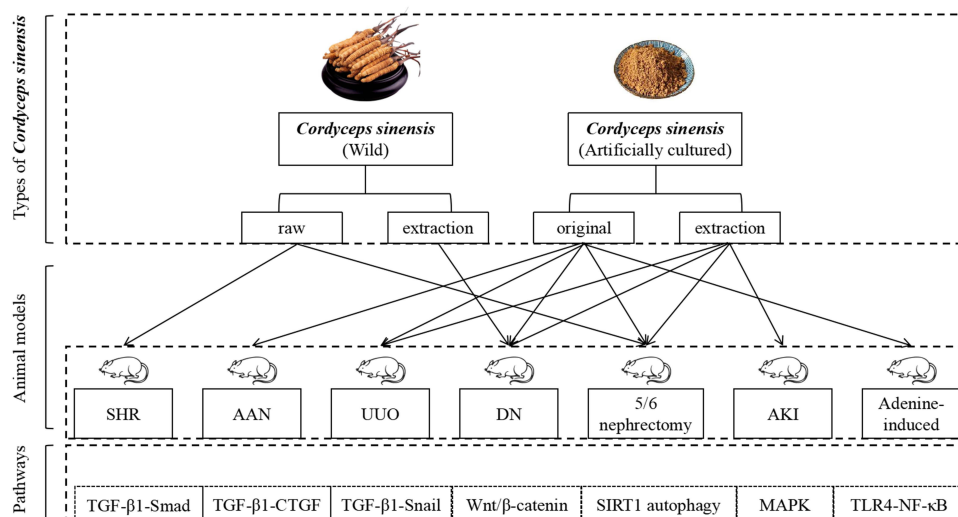 Types of Cordyceps sinensis
Cordyceps sinensis
(Wild)
Cordyceps sinensis
(Artificially cultured)
raw
extraction
original
extraction
Animal models
SHR
AAN
UUO
DN
5/6
nephrectomy
AKI
Adenine-
induced
Pathways
TGF-β1-Smad
TGF-β1-CTGF
TGF-β1-Snail
Wnt/β-catenin
SIRT1 autophagy
MAPK
TLR4-NF-κB